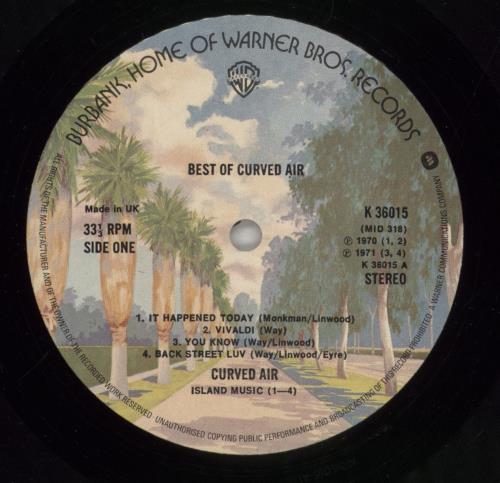 "BURBANK, HOME OF WARNER BROS. RECORDS
WB
BEST OF CURVED AIR
Made in UK
33⅓ RPM
SIDE ONE
K 36015
(MID 318)
℗ 1970 (1, 2)
℗ 1971 (3, 4)
K 36015 A
STEREO
1. IT HAPPENED TODAY (Monkman/Linwood)
2. VIVALDI (Way)
3. YOU KNOW (Way/Linwood)
4. BACK STREET LUV (Way/Linwood/Eyre)
CURVED AIR
ISLAND MUSIC (1—4)
ALL RIGHTS OF THE MANUFACTURER AND OF THE OWNER OF THE RECORDED WORK RESERVED. UNAUTHORISED COPYING PUBLIC PERFORMANCE AND BROADCASTING OF THIS RECORD PROHIBITED. A WARNER COMMUNICATIONS COMPANY